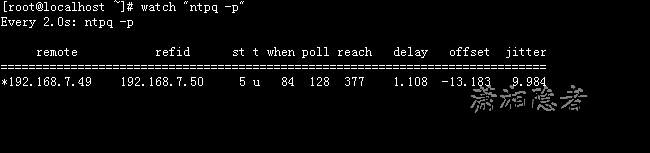 [root@localhost ~]# watch "ntpq -p"
Every 2.0s: ntpq -p
remote refid st t when poll reach delay offset jitter
==============================================================================
*192.168.7.49 192.168.7.50 5 u 84 128 377 1.108 -13.183 9.984
潇湘隐者